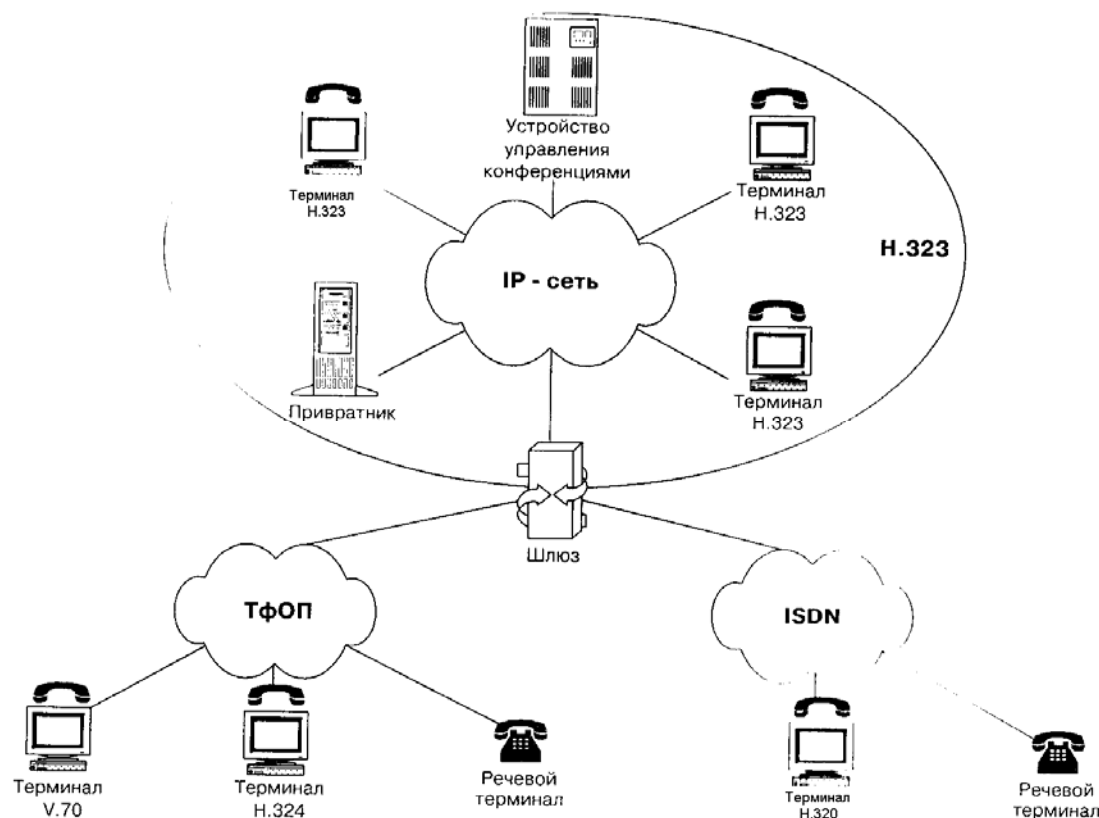 Устройство
управления
конференциями
Терминал
H.323
Терминал
H.323
H.323
IP - сеть
Привратник
Терминал
H.323
Шлюз
ТфОП
ISDN
Терминал
V.70
Терминал
H.324
Речевой
терминал
Терминал
H.320
Речевой
терминал